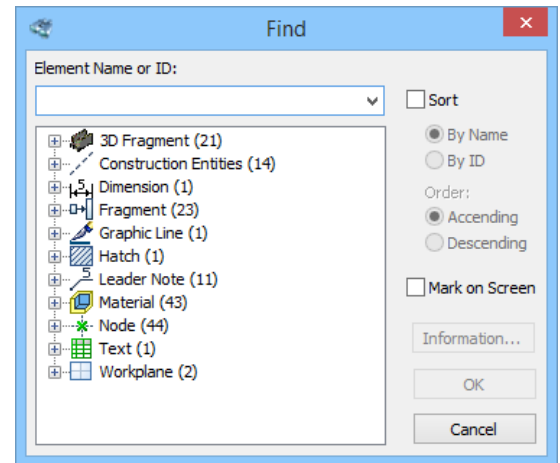 Find
Element Name or ID:
3D Fragment (21)
Construction Entities (14)
Dimension (1)
Fragment (23)
Graphic Line (1)
Hatch (1)
Leader Note (11)
Material (43)
Node (44)
Text (1)
Workplane (2)
Sort
By Name
By ID
Order:
Accending
Descending
Mark on Screen
Information...
OK
Cancel